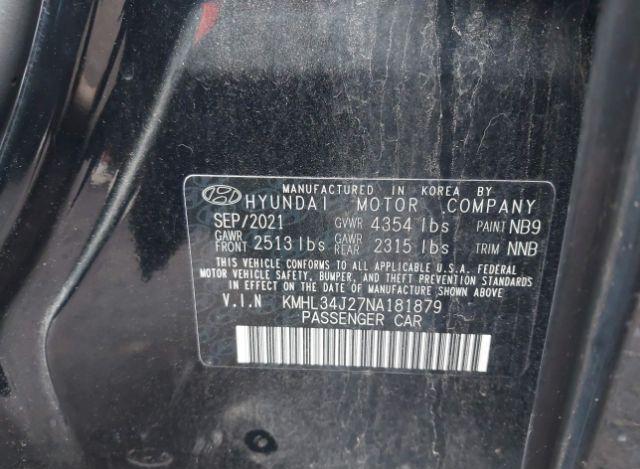 MANUFACTURED IN KOREA BY
HYUNDAI MOTOR COMPANY
SEP/2021 GVWR 4354 lbs PAINT NB9
GAWR FRONT 2513 lbs GAWR REAR 2315 lbs TRIM NNB
THIS VEHICLE CONFORMS TO ALL APPLICABLE U.S.A. FEDERAL
MOTOR VEHICLE SAFETY, BUMPER, AND THEFT PREVENTION STANDARDS
IN EFFECT ON THE DATE OF MANUFACTURE SHOWN ABOVE.
V.I.N KMHL34J27NA181879
PASSENGER CAR